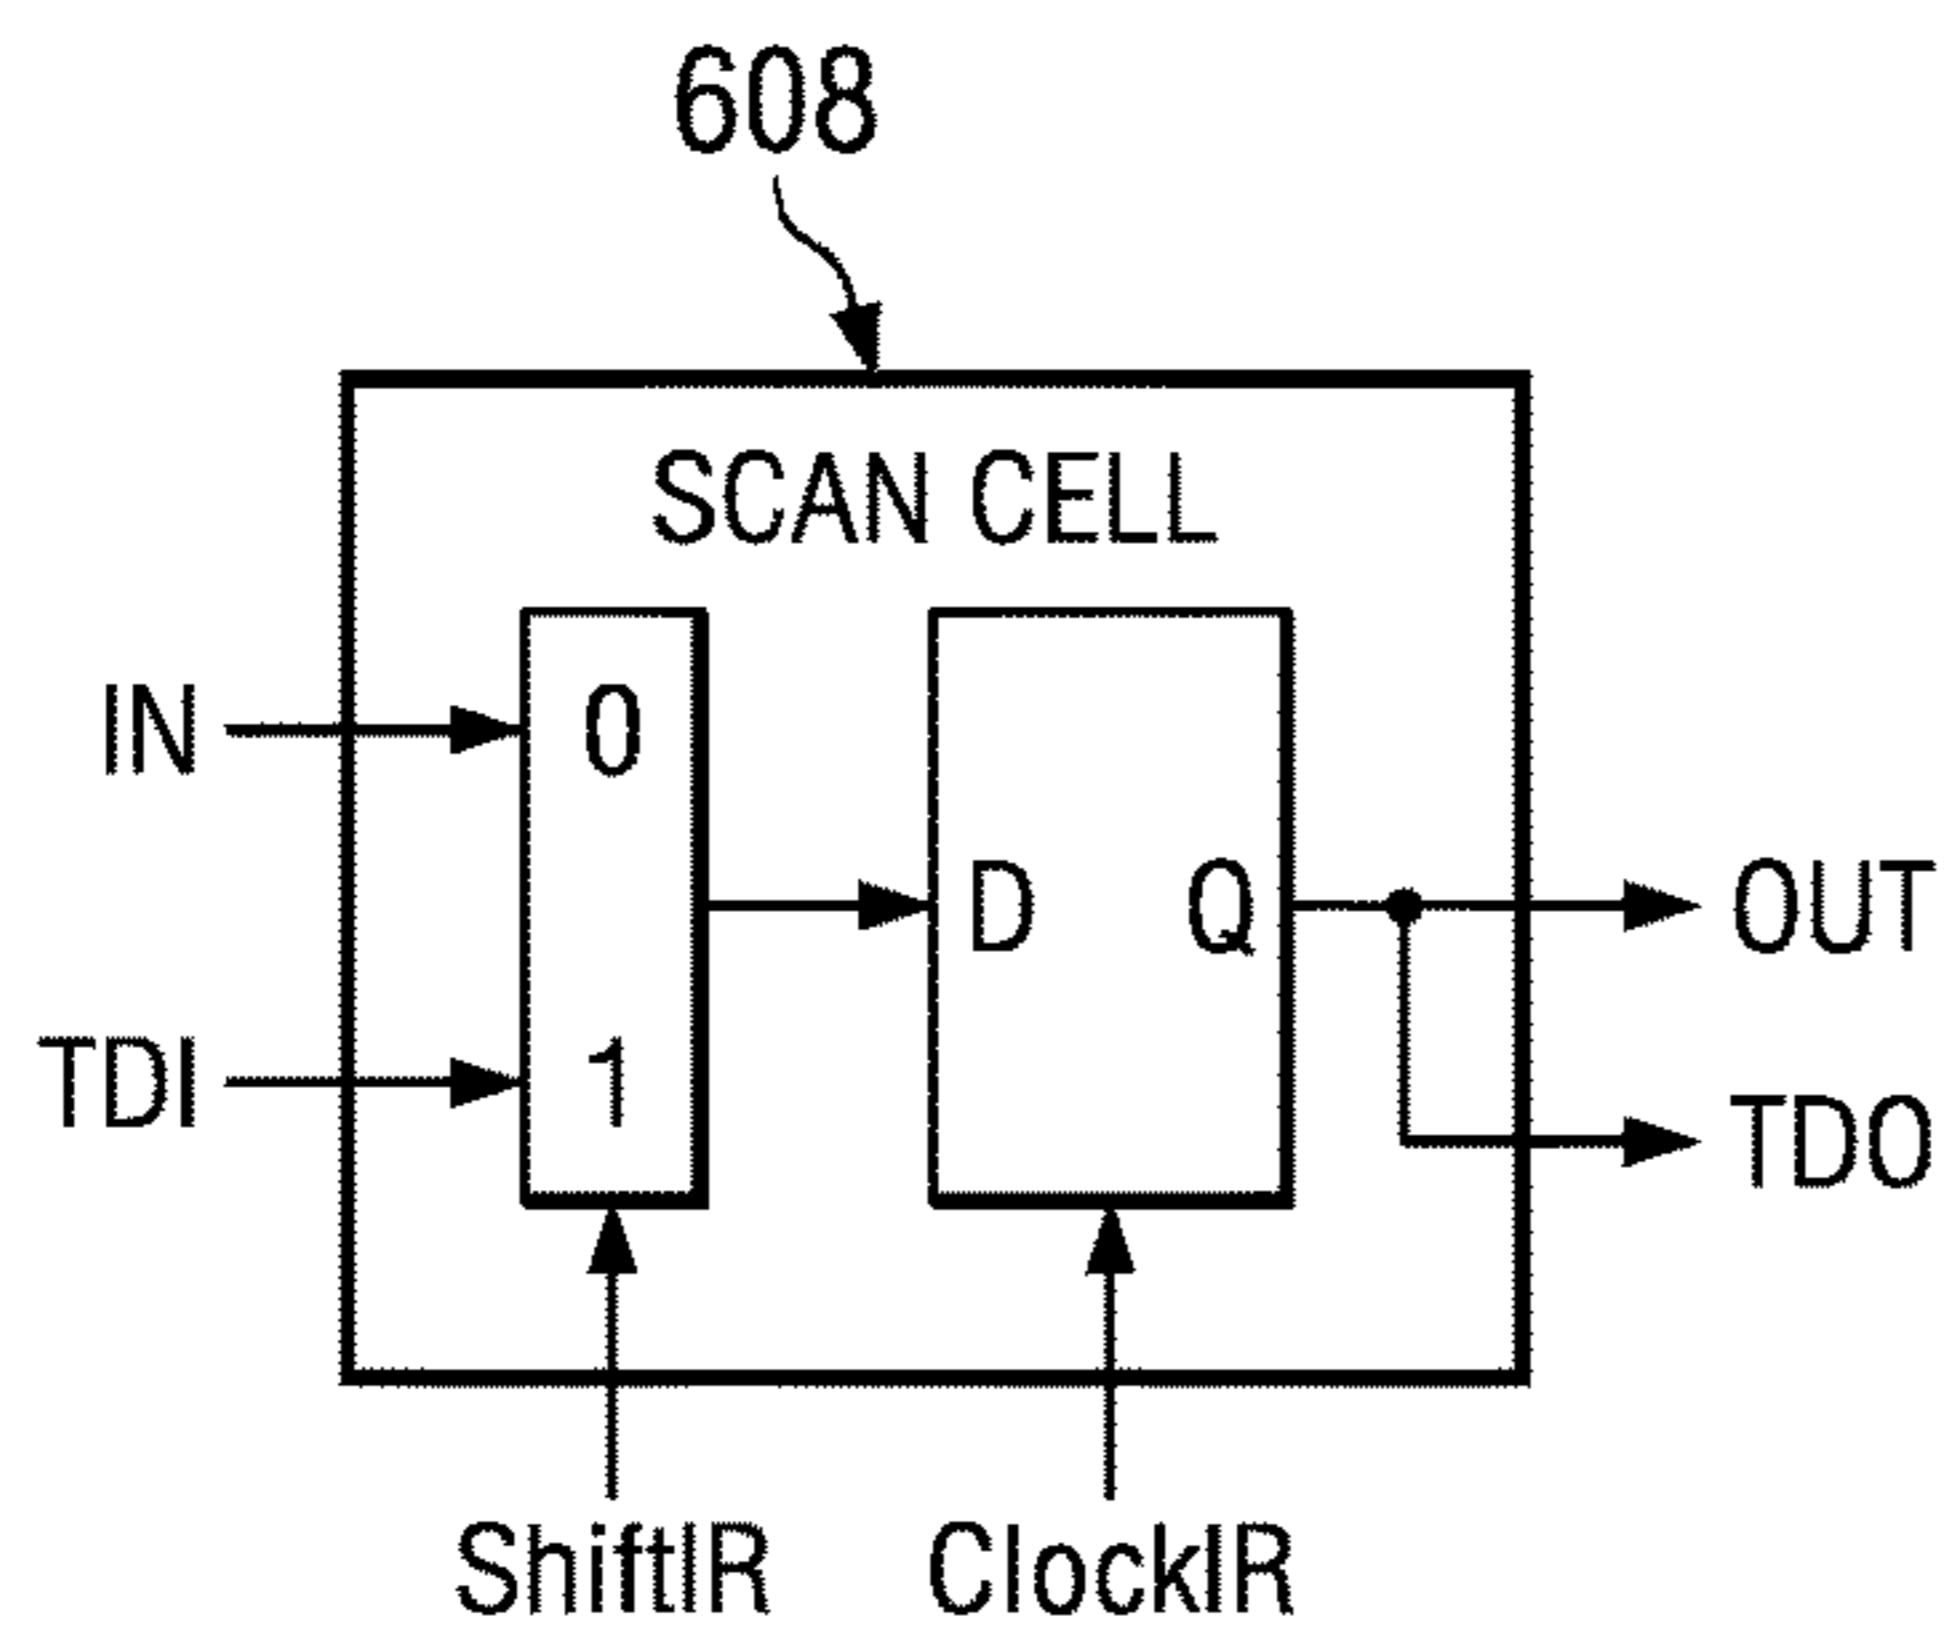 608
SCAN CELL
IN
0
D Q
OUT
TDI
1
TDO
ShiftIR
ClockIR